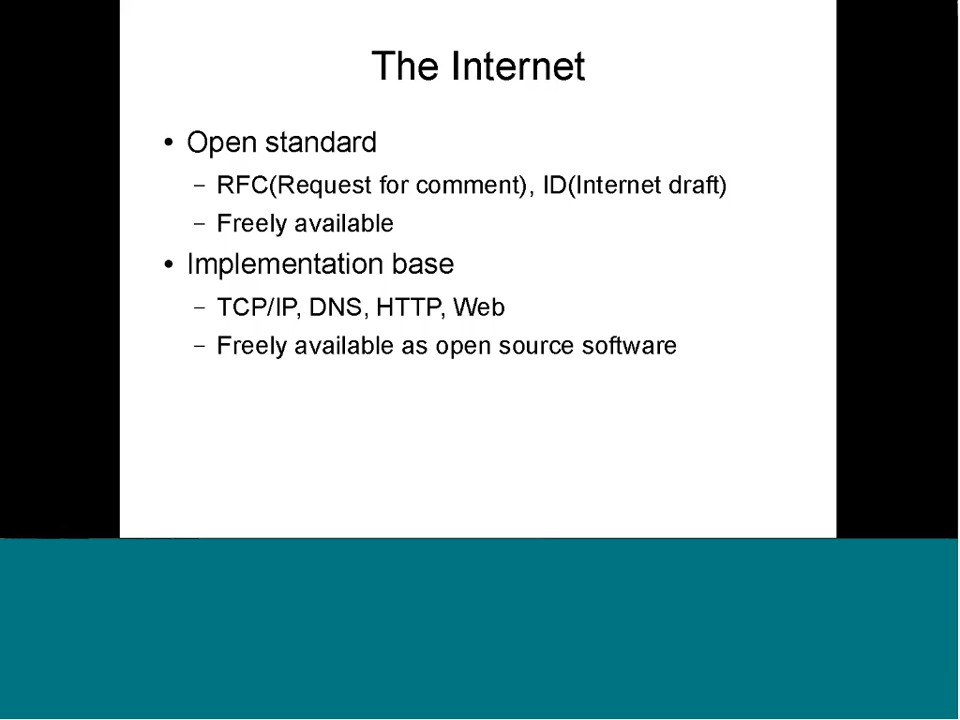 The Internet
• Open standard
– RFC(Request for comment), ID(Internet draft)
– Freely available
• Implementation base
– TCP/IP, DNS, HTTP, Web
– Freely available as open source software